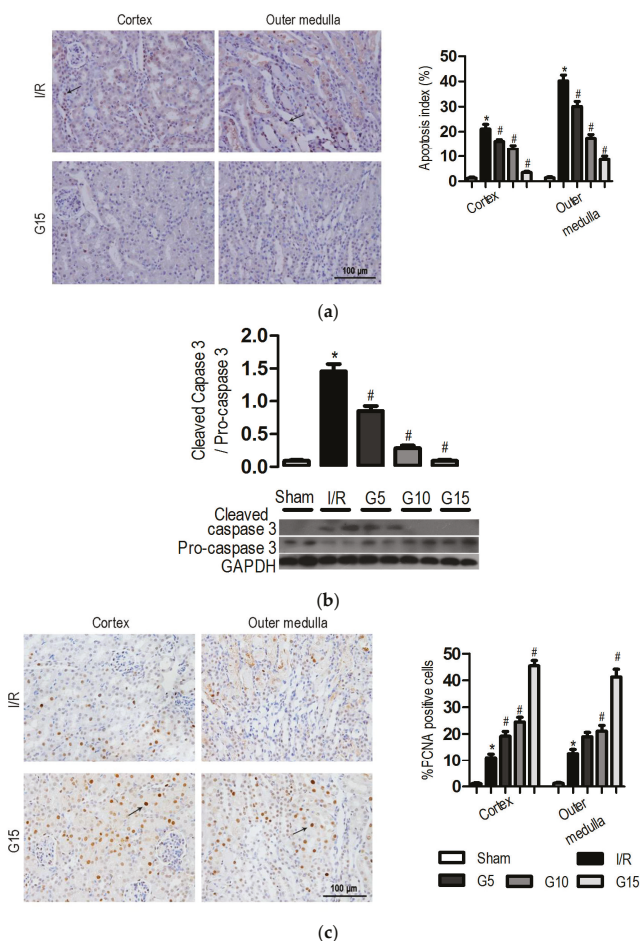 Cortex
Outer medulla
I/R
G15
100 µm
Apoptosis index (%)
50
40
30
20
10
0
*
#
#
#
*
#
#
#
Cortex
Outer
medulla
(a)
Cleaved Capase 3
/ Pro-caspase 3
2.0
1.5
1.0
0.5
0.0
*
#
#
#
Sham I/R G5 G10 G15
Cleaved
caspase 3
Pro-caspase 3
GAPDH
(b)
Cortex
Outer medulla
I/R
G15
100 µm
%FCNA positive cells
50
40
30
20
10
0
*
#
#
#
*
#
#
Cortex
Outer
medulla
Sham I/R
G5 G10 G15
(c)